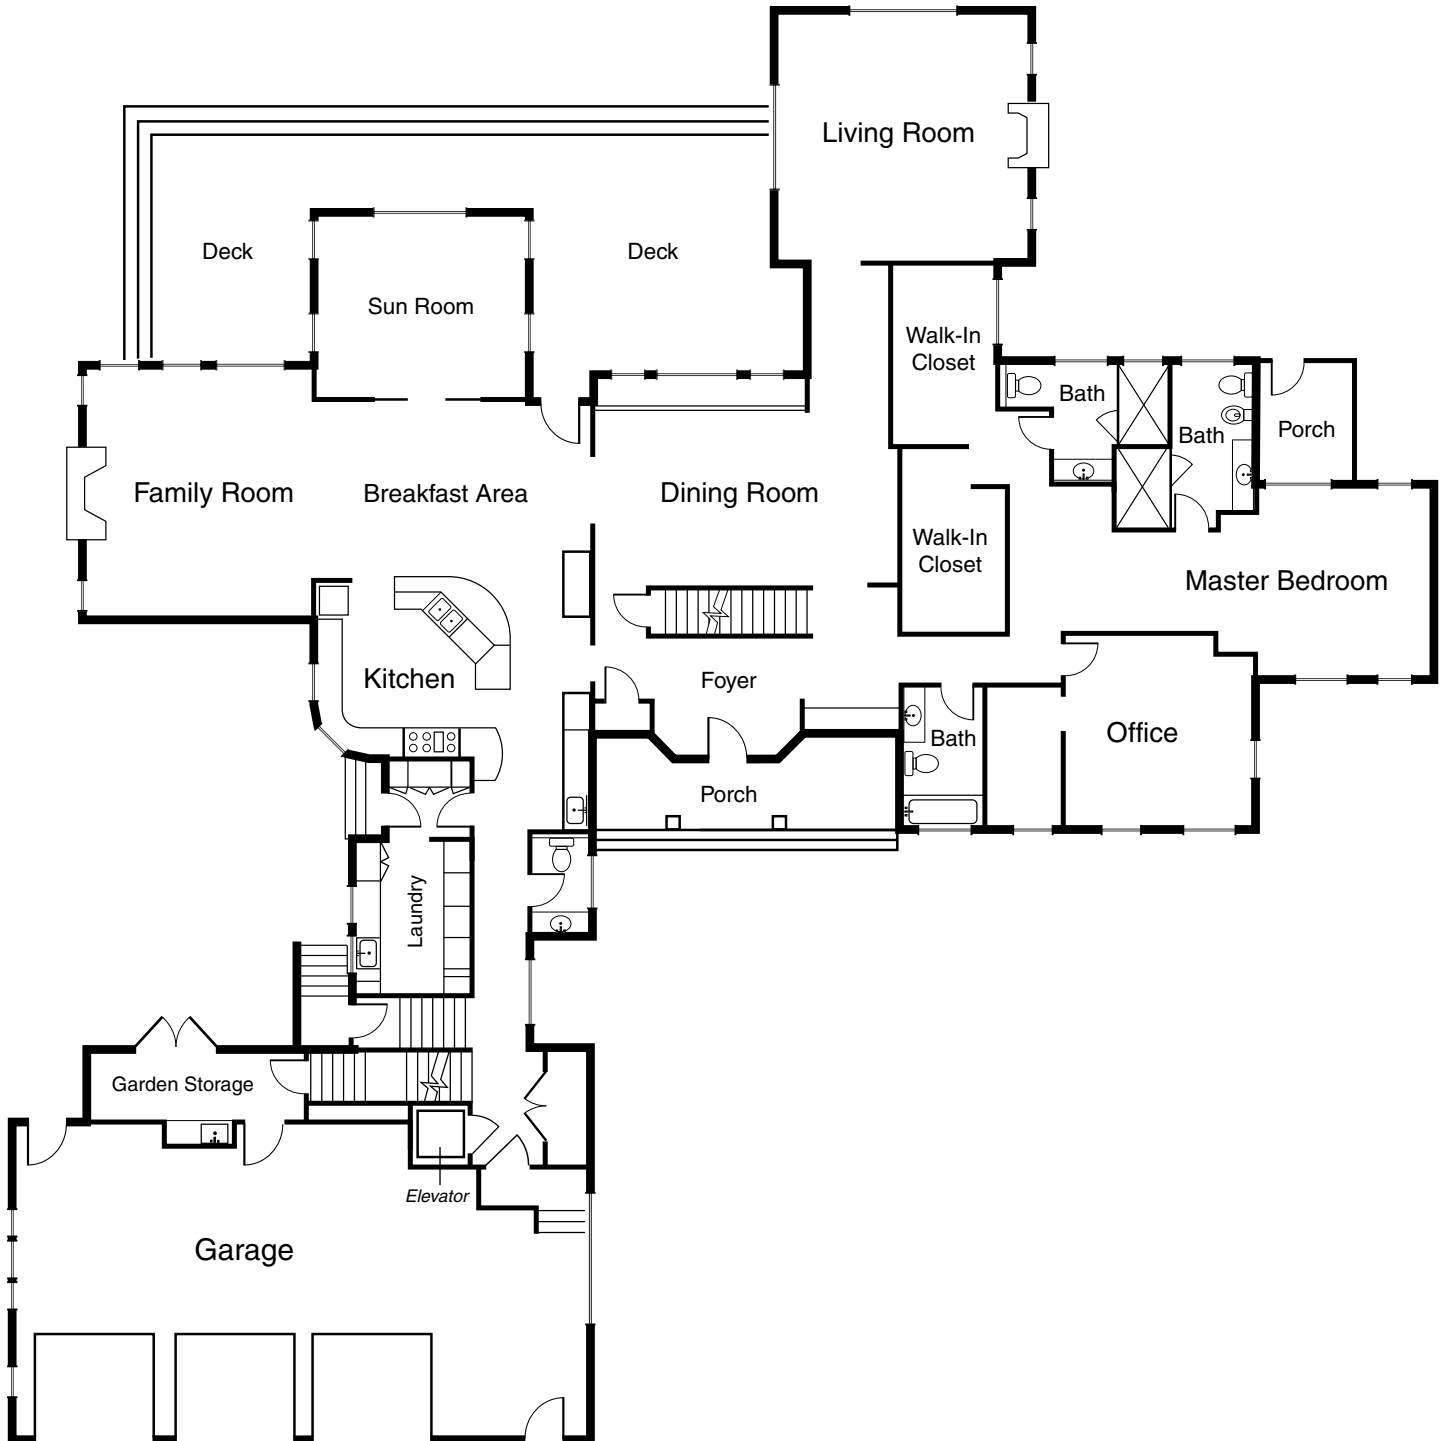 Living Room
Deck
Deck
Sun Room
Walk-In
Closet
Bath
Bath
Porch
Family Room
Breakfast Area
Dining Room
Walk-In
Closet
Master Bedroom
Kitchen
Foyer
Office
Bath
Porch
Laundry
Garden Storage
Elevator
Garage